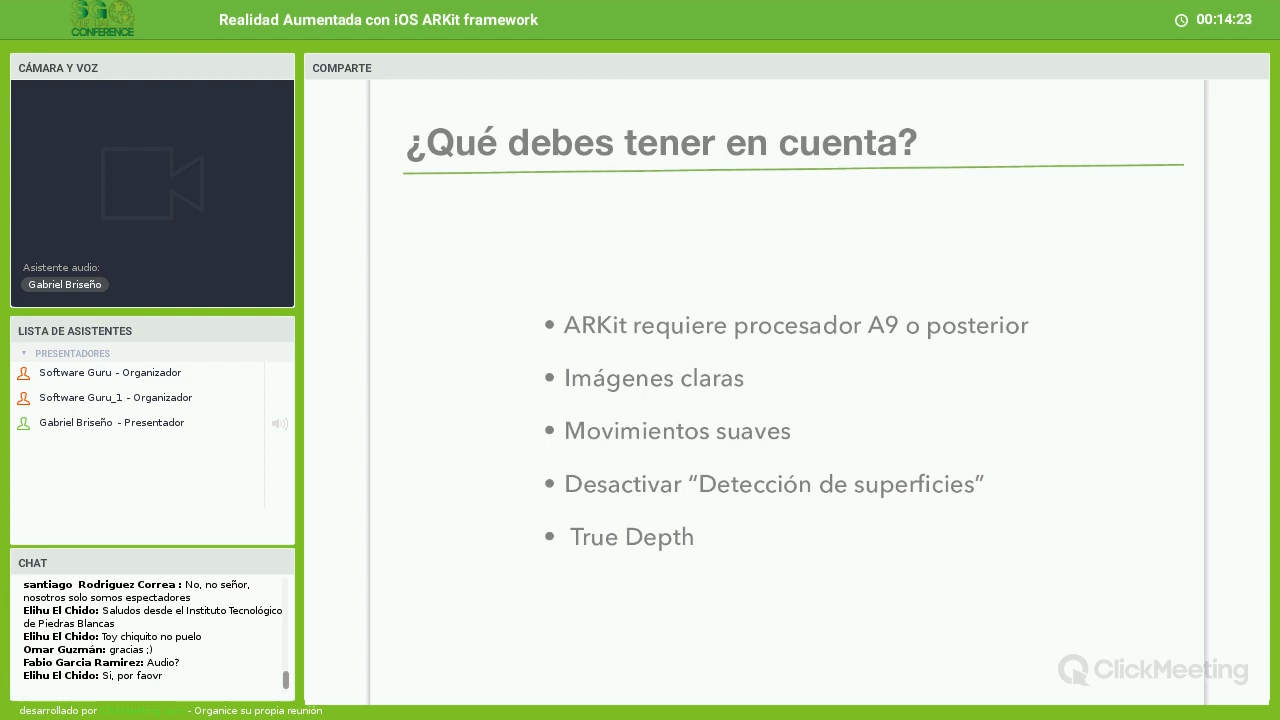 SG
VIRTUAL
CONFERENCE
Realidad Aumentada con iOS ARKit framework
00:14:23
CÁMARA Y VOZ
Asistente audio:
Gabriel Briseño
LISTA DE ASISTENTES
PRESENTADORES
Software Guru - Organizador
Software Guru_1 - Organizador
Gabriel Briseño - Presentador
CHAT
santiago Rodriguez Correa : No, no señor,
nosotros solo somos espectadores
Elihu El Chido: Saludos desde el Instituto Tecnológico
de Piedras Blancas
Elihu El Chido: Toy chiquito no puelo
Omar Guzmán: gracias ;)
Fabio Garcia Ramirez: Audio?
Elihu El Chido: Si, por faovr
desarrollado por - Organice su propia reunión
COMPARTE
¿Qué debes tener en cuenta?
• ARKit requiere procesador A9 o posterior
• Imágenes claras
• Movimientos suaves
• Desactivar “Detección de superficies”
• True Depth
ClickMeeting